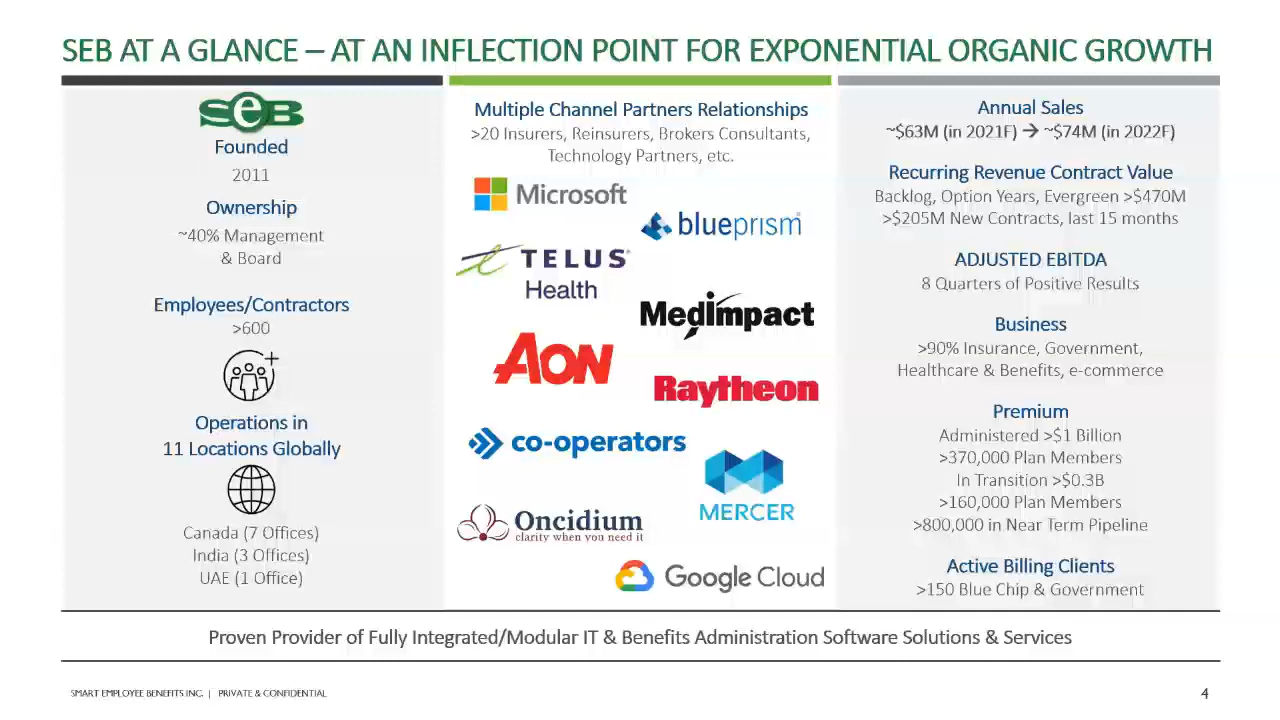 SEB AT A GLANCE – AT AN INFLECTION POINT FOR EXPONENTIAL ORGANIC GROWTH
SEB
Founded
2011
Ownership
~40% Management
& Board
Employees/Contractors
>600
Operations in
11 Locations Globally
Canada (7 Offices)
India (3 Offices)
UAE (1 Office)
Multiple Channel Partners Relationships
>20 Insurers, Reinsurers, Brokers Consultants,
Technology Partners, etc.
Microsoft
blueprism
TELUS
Health
MedImpact
AON
Raytheon
co-operators
MERCER
Oncidium
clarity when you need it
Google Cloud
Annual Sales
~$63M (in 2021F) → ~$74M (in 2022F)
Recurring Revenue Contract Value
Backlog, Option Years, Evergreen >$470M
>$205M New Contracts, last 15 months
ADJUSTED EBITDA
8 Quarters of Positive Results
Business
>90% Insurance, Government,
Healthcare & Benefits, e-commerce
Premium
Administered >$1 Billion
>370,000 Plan Members
In Transition >$0.3B
>160,000 Plan Members
>800,000 in Near Term Pipeline
Active Billing Clients
>150 Blue Chip & Government
Proven Provider of Fully Integrated/Modular IT & Benefits Administration Software Solutions & Services
SMART EMPLOYEE BENEFITS INC. | PRIVATE & CONFIDENTIAL
4